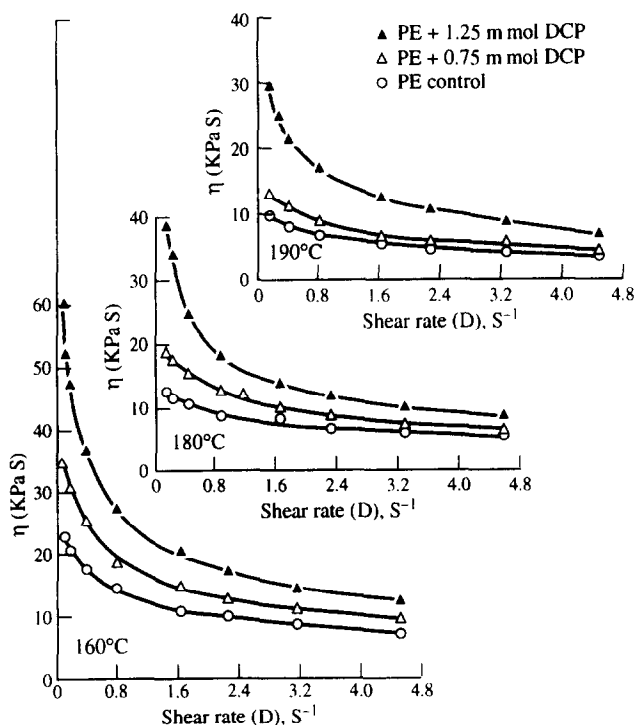 ▲ PE + 1.25 m mol DCP
△ PE + 0.75 m mol DCP
○ PE control
40
30
20
10
0
η (KPa S)
190°C
0 0.8 1.6 2.4 3.2 4.0 4.8
Shear rate (D), S⁻¹
40
30
20
10
0
η (KPa S)
180°C
0 0.8 1.6 2.4 3.2 4.0 4.8
Shear rate (D), S⁻¹
60
50
40
30
20
10
0
η (KPa S)
160°C
0 0.8 1.6 2.4 3.2 4.0 4.8
Shear rate (D), S⁻¹